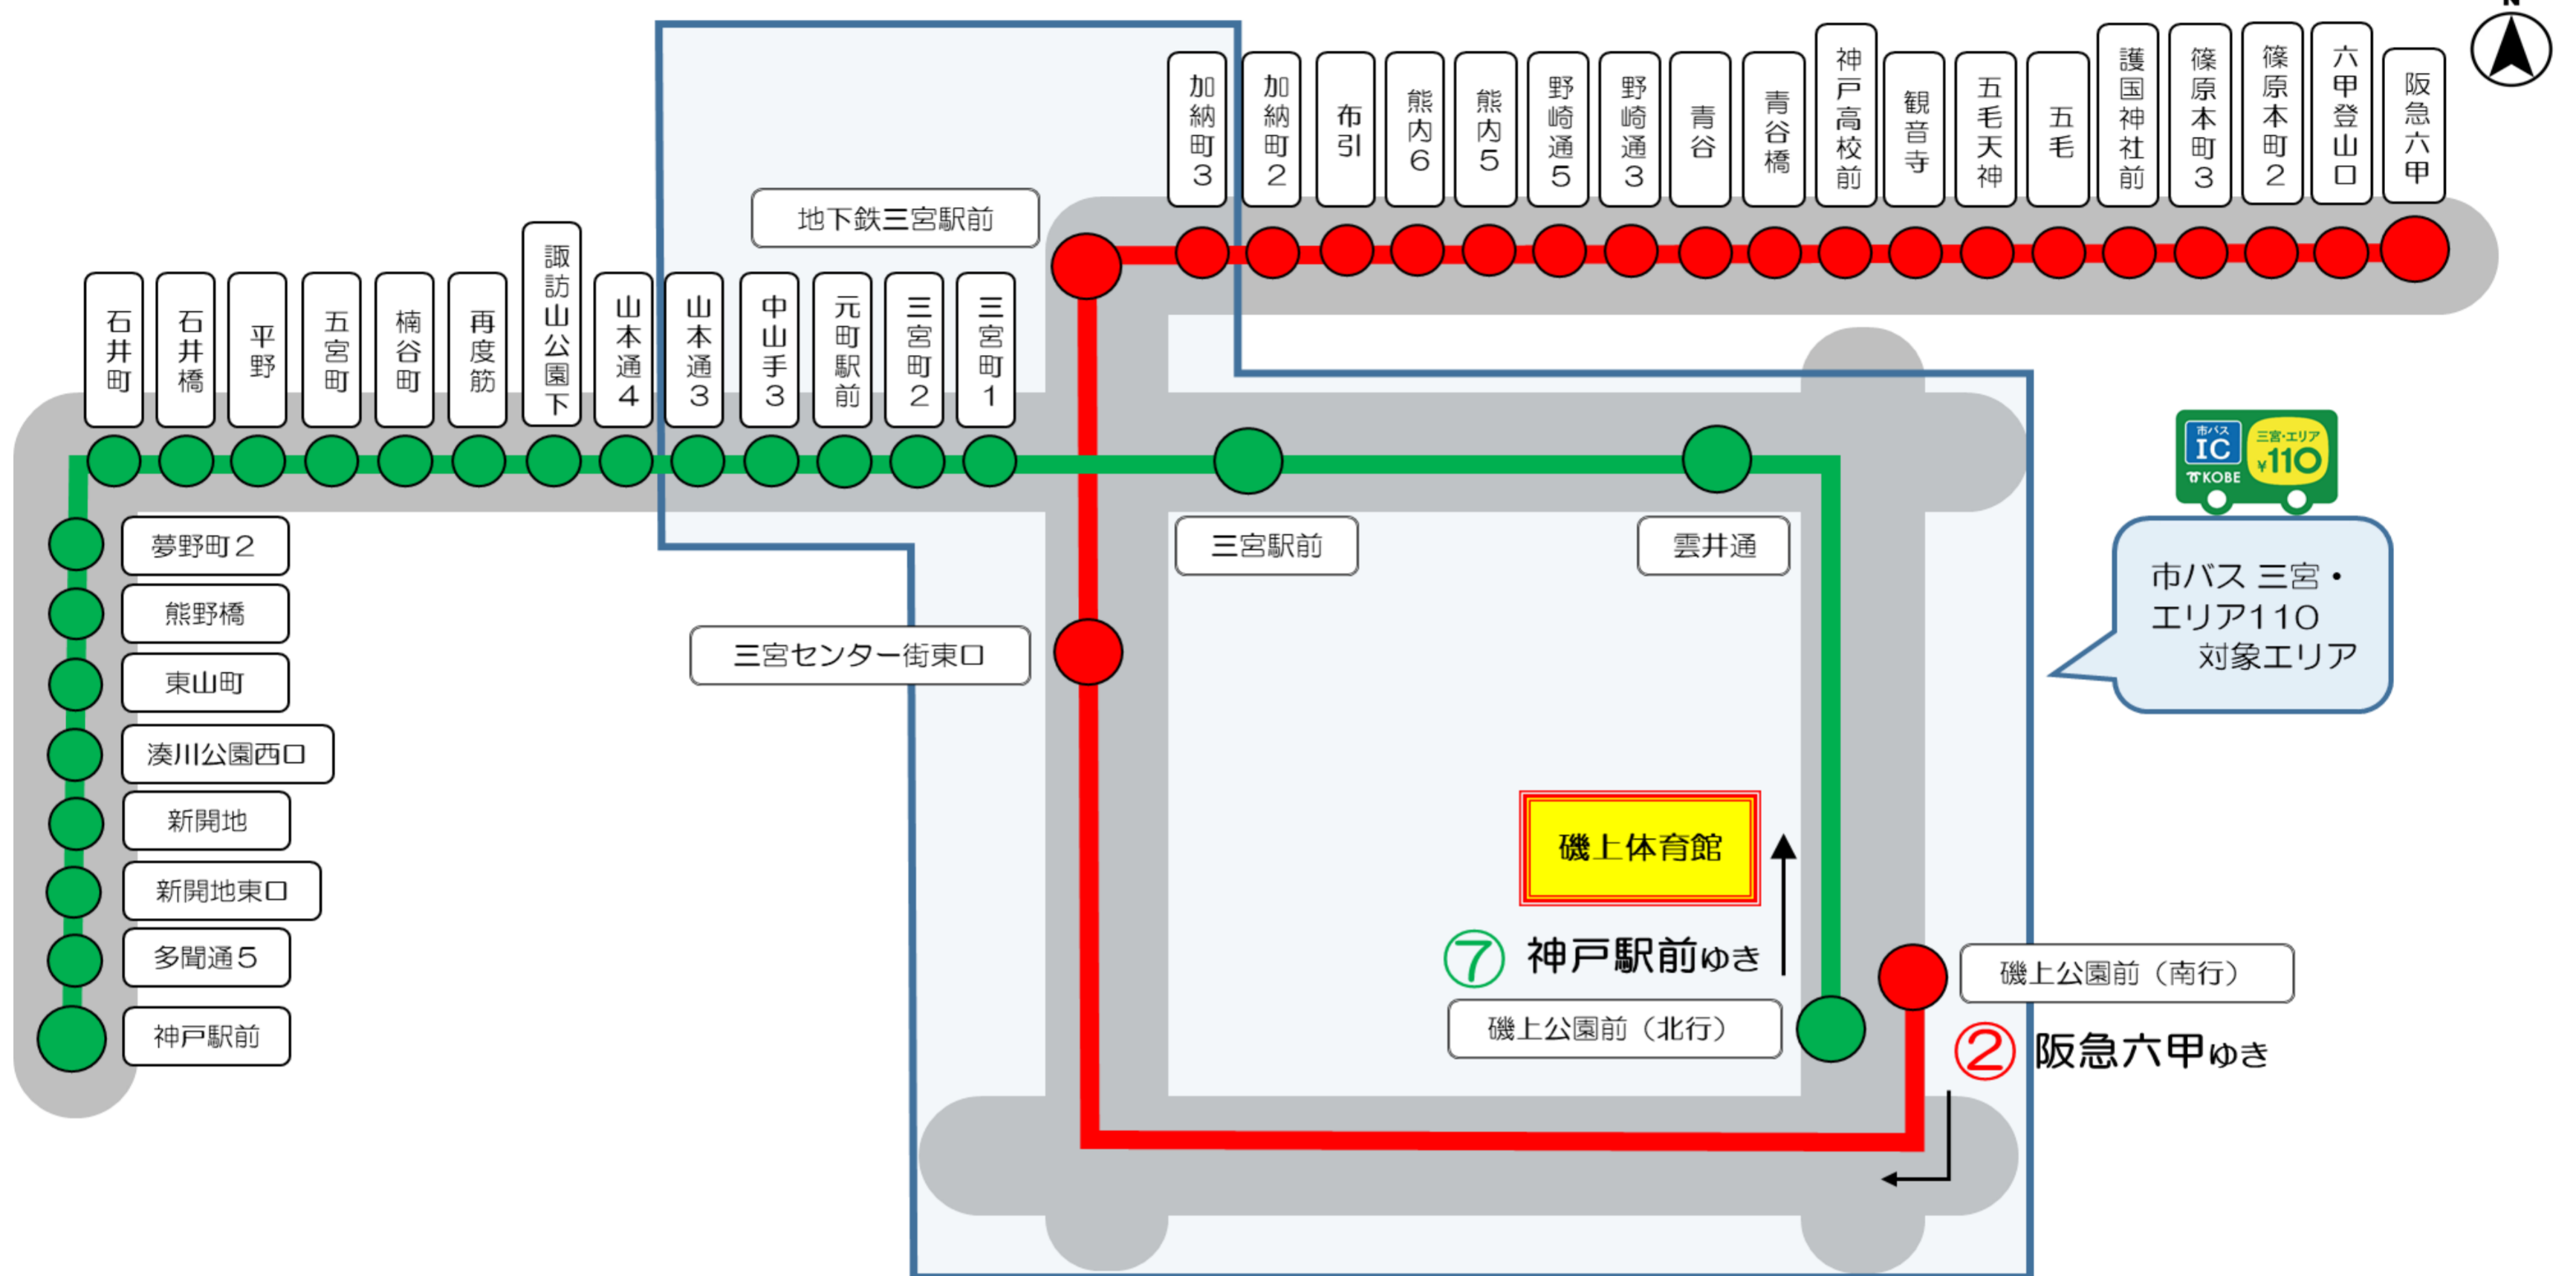 N
加納町3
加納町2
布引
熊内6
熊内5
野崎通5
野崎通3
青谷
青谷橋
神戸高校前
観音寺
五毛天神
五毛
護国神社前
篠原本町3
篠原本町2
六甲登山口
阪急六甲
地下鉄三宮駅前
石井町
石井橋
平野
五宮町
楠谷町
再度筋
諏訪山公園下
山本通4
山本通3
中山手3
元町駅前
三宮町2
三宮町1
市バス
IC
KOBE
三宮・エリア
¥110
夢野町2
熊野橋
東山町
湊川公園西口
新開地
新開地東口
多聞通5
神戸駅前
三宮駅前
雲井通
市バス 三宮・
エリア110
対象エリア
三宮センター街東口
磯上体育館
⑦ 神戸駅前ゆき
磯上公園前（北行）
磯上公園前（南行）
② 阪急六甲ゆき